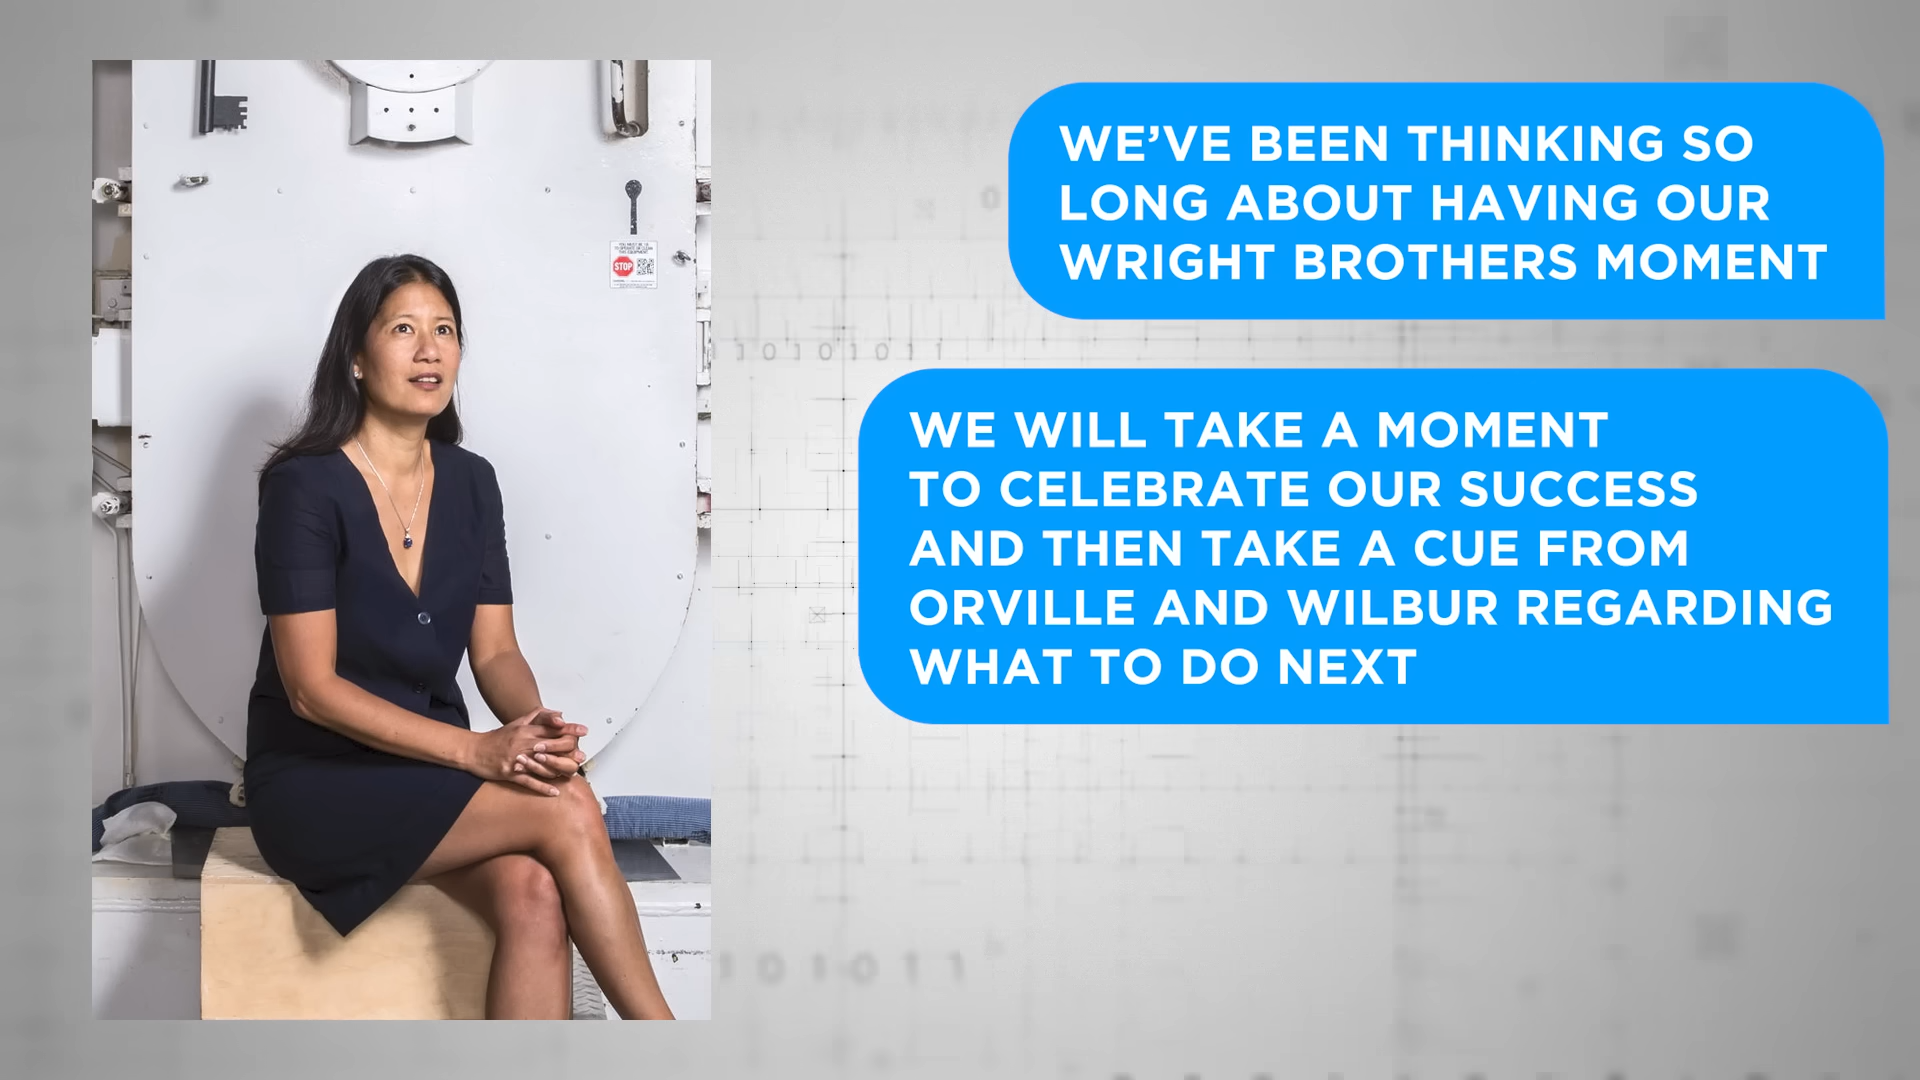 WE'VE BEEN THINKING SO
LONG ABOUT HAVING OUR
WRIGHT BROTHERS MOMENT
WE WILL TAKE A MOMENT
TO CELEBRATE OUR SUCCESS
AND THEN TAKE A CUE FROM
ORVILLE AND WILBUR REGARDING
WHAT TO DO NEXT
STOP